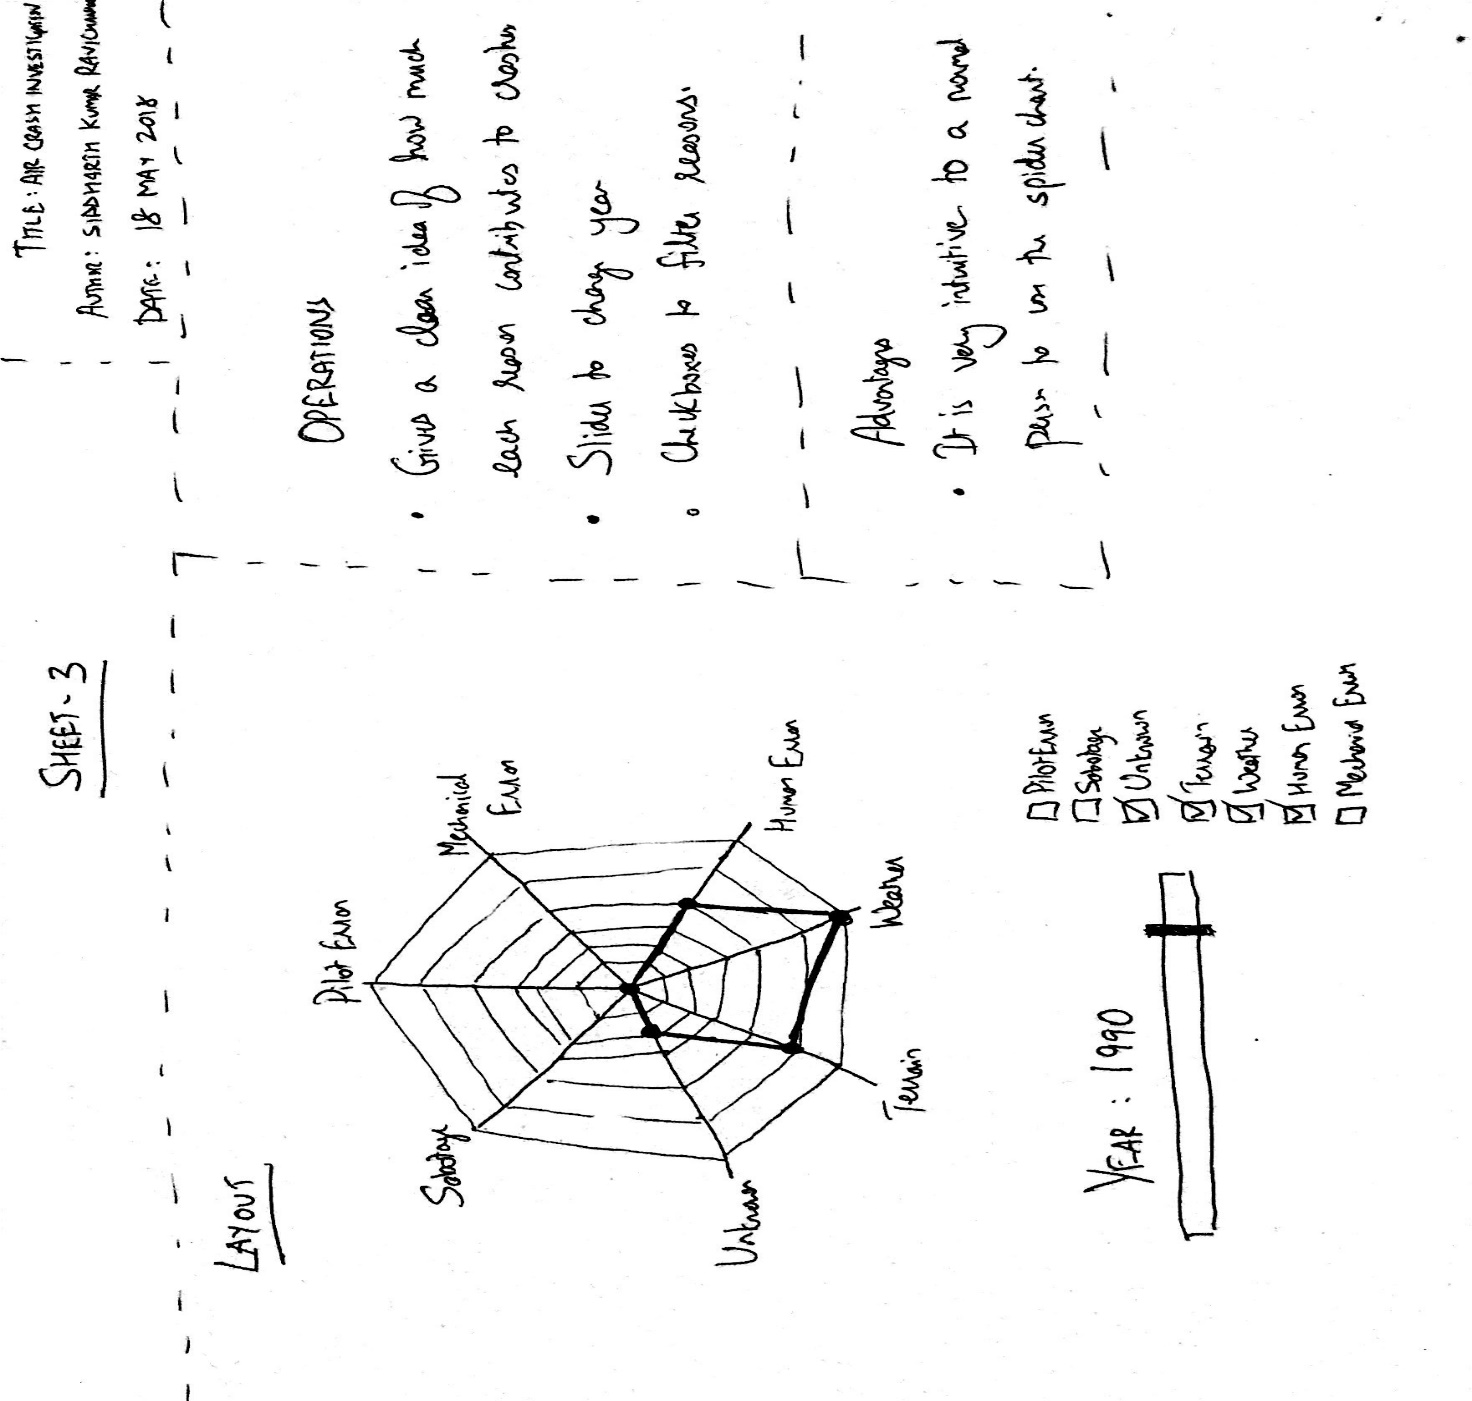 SHEET-3
TITLE: AIR CRASH INVESTIGATION
AUTHOR: SIDDHARTH KUMAR
DATE: 18 MAY 2018
LAYOUT
Pilot Error
Mechanical
Error
Human Error
Weather
Terrain
Unknown
Sabotage
YEAR: 1990
Pilot Error
Sabotage
Unknown
Terrain
Weather
Human Error
Mechanical Error
OPERATIONS
• Gives a clear idea of how much
each reason contributes to crashes
• Slider to change year
• Checkboxes to filter reasons.
Advantages
• It is very intuitive to a normal
person to use the spider chart.